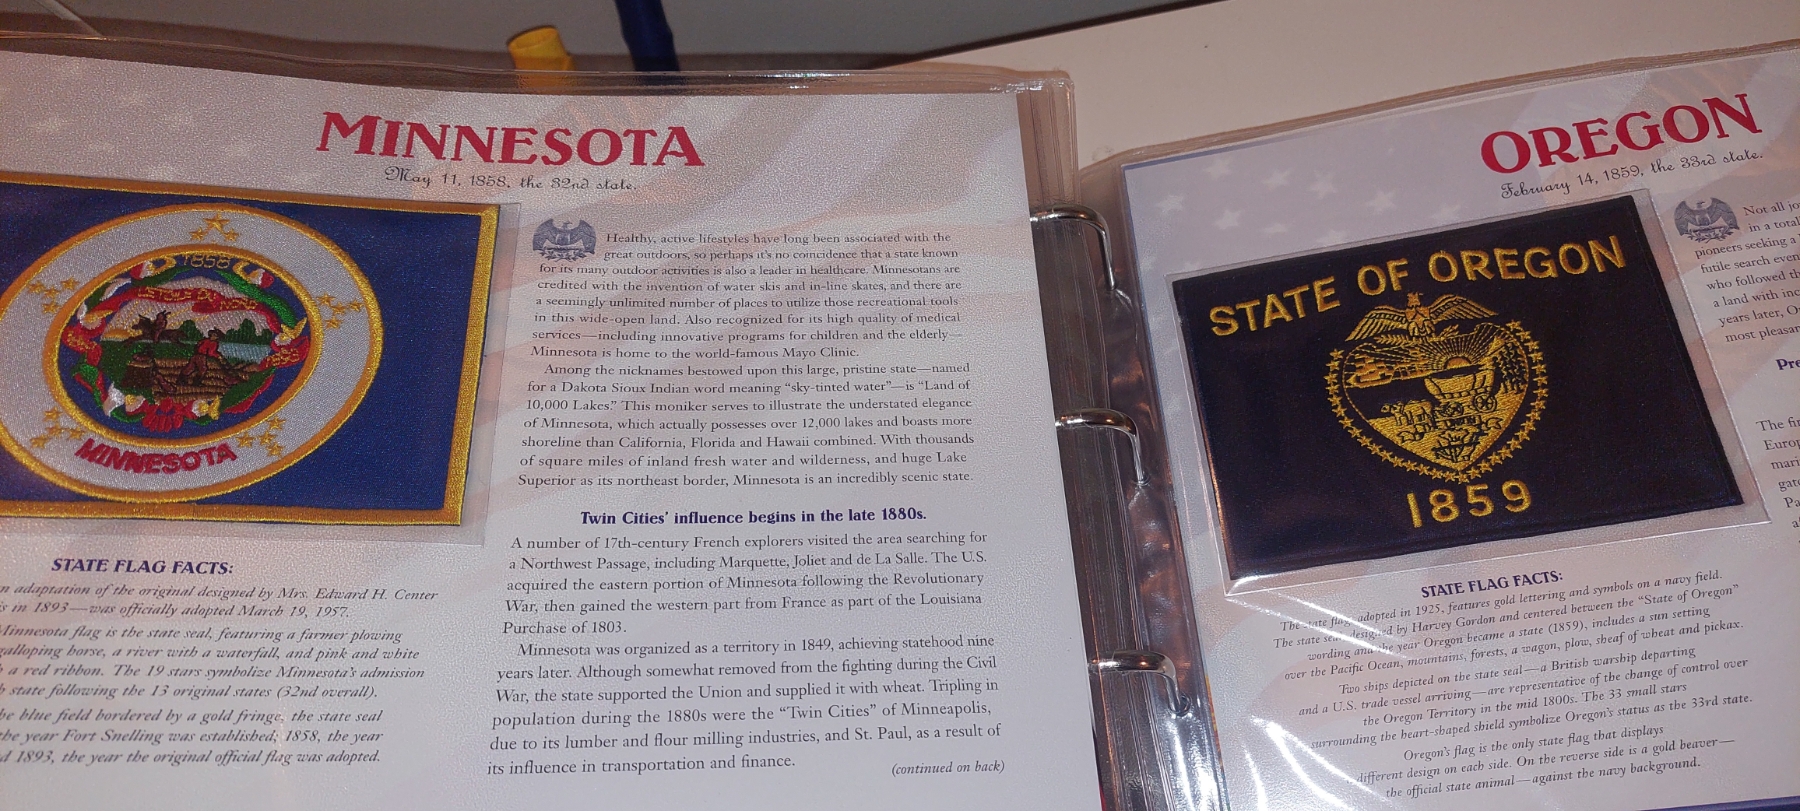 MINNESOTA
May 11, 1858, the 32nd state.
1858
MINNESOTA
STATE FLAG FACTS:
adaptation of the original designed by Mrs. Edward H. Center
in 1893—was officially adopted March 19, 1957.
Minnesota flag is the state seal, featuring a farmer plowing
galloping horse, a river with a waterfall, and pink and white
a red ribbon. The 19 stars symbolize Minnesota's admission
state following the 13 original states (32nd overall).
blue field bordered by a gold fringe, the state seal
the year Fort Snelling was established; 1858, the year
1893, the year the original official flag was adopted.
Healthy, active lifestyles have long been associated with the
great outdoors, so perhaps it's no coincidence that a state known
for its many outdoor activities is also a leader in healthcare. Minnesotans are
credited with the invention of water skis and in-line skates, and there are
a seemingly unlimited number of places to utilize those recreational tools
in this wide-open land. Also recognized for its high quality of medical
services—including innovative programs for children and the elderly—
Minnesota is home to the world-famous Mayo Clinic.
Among the nicknames bestowed upon this large, pristine state—named
for a Dakota Sioux Indian word meaning "sky-tinted water"—is "Land of
10,000 Lakes." This moniker serves to illustrate the understated elegance
of Minnesota, which actually possesses over 12,000 lakes and boasts more
shoreline than California, Florida and Hawaii combined. With thousands
of square miles of inland fresh water and wilderness, and huge Lake
Superior as its northeast border, Minnesota is an incredibly scenic state.
Twin Cities' influence begins in the late 1880s.
A number of 17th-century French explorers visited the area searching for
a Northwest Passage, including Marquette, Joliet and de La Salle. The U.S.
acquired the eastern portion of Minnesota following the Revolutionary
War, then gained the western part from France as part of the Louisiana
Purchase of 1803.
Minnesota was organized as a territory in 1849, achieving statehood nine
years later. Although somewhat removed from the fighting during the Civil
War, the state supported the Union and supplied it with wheat. Tripling in
population during the 1880s were the "Twin Cities" of Minneapolis,
due to its lumber and flour milling industries, and St. Paul, as a result of
its influence in transportation and finance.
(continued on back)
OREGON
February 14, 1859, the 33rd state.
STATE OF OREGON
1859
STATE FLAG FACTS:
The state flag, adopted in 1925, features gold lettering and symbols on a navy field.
The state seal, designed by Harvey Gordon and centered between the "State of Oregon"
wording and the year Oregon became a state (1859), includes a sun setting
over the Pacific Ocean, mountains, forests, a wagon, plow, sheaf of wheat and pickax.
Two ships depicted on the state seal—a British warship departing
and a U.S. trade vessel arriving—are representative of the change of control over
the Oregon Territory in the mid 1800s. The 33 small stars
surrounding the heart-shaped shield symbolize Oregon's status as the 33rd state.
Oregon's flag is the only state flag that displays
different design on each side. On the reverse side is a gold beaver—
the official state animal—against the navy background.
Not all
in a
pioneers seeking a
futile search
who followed
a land with
years later,
most
The